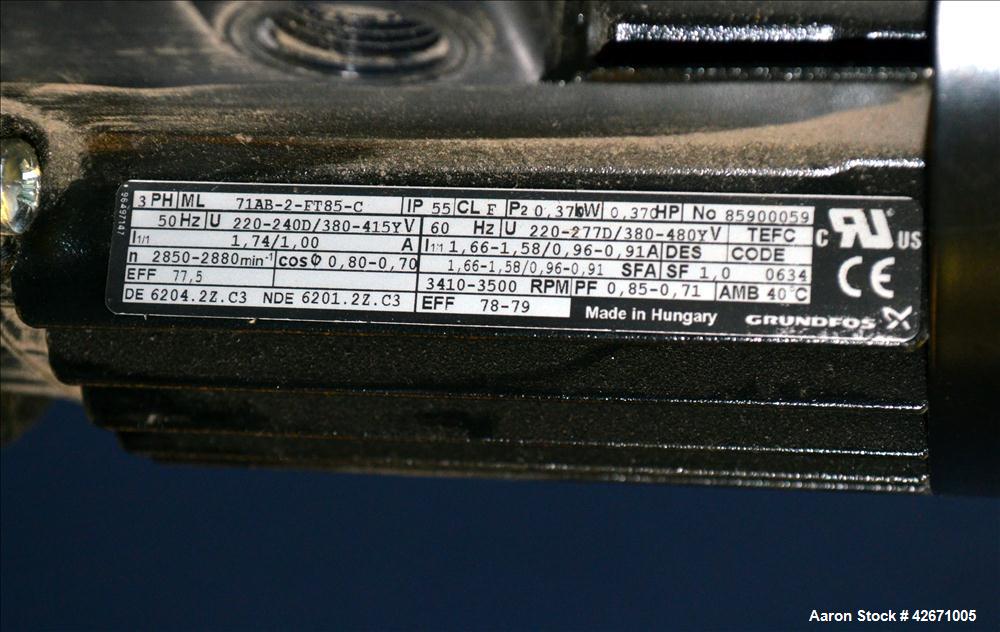 3 PH ML 71AB-2-FT85-C IP 55 CL F P2 0,37kW 0,37 HP No 85900059
50 Hz U 220-240D/380-415Y V 60 Hz U 220-277D/380-480Y V TEFC
I1/1 1,74/1,00 A I1/1 1,66-1,58/0,96-0,91 A DES CODE
n 2850-2880 min-1 cos φ 0,80-0,70 1,66-1,58/0,96-0,91 SFA SF 1,0 0634
EFF 77,5 3410-3500 RPM PF 0,85-0,71 AMB 40°C
DE 6204.2Z.C3 NDE 6201.2Z.C3 EFF 78-79 Made in Hungary GRUNDFOS
96497147
C RU US
CE
Aaron Stock # 42671005